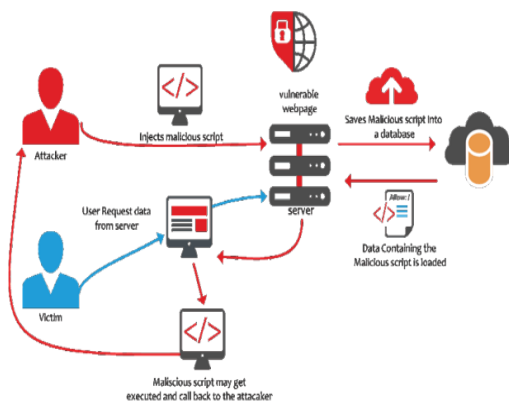 vulnerable
webpage
Saves Malicious script Into
a database
Injects malicious script
Attacker
User Request data
from server
server
Allow: /
Data Containing the
Malicious script is loaded
Victim
Maliscious script may get
executed and call back to the attacaker